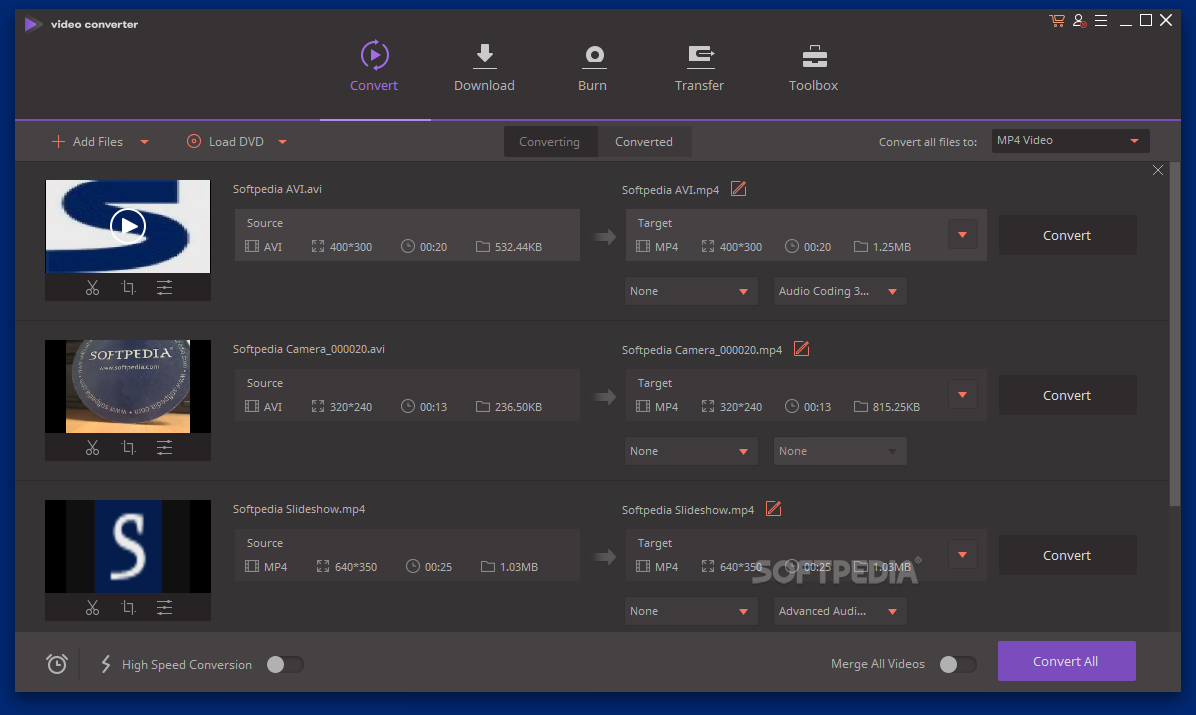 video converter
Convert
Download
Burn
Transfer
Toolbox
Add Files
Load DVD
Converting
Converted
Convert all files to:
MP4 Video
Softpedia AVI.avi
Source
AVI 400*300 00:20 532.44KB
Softpedia AVI.mp4
Target
MP4 400*300 00:20 1.25MB
None
Audio Coding 3...
Convert
SOFTPEDIA
www.softpedia.com
Softpedia Camera_000020.avi
Source
AVI 320*240 00:13 236.50KB
Softpedia Camera_000020.mp4
Target
MP4 320*240 00:13 815.25KB
None
None
Convert
S
Softpedia Slideshow.mp4
Source
MP4 640*350 00:25 1.03MB
Softpedia Slideshow.mp4
Target
MP4 640*350 00:25 1.03MB
SOFTPEDIA®
None
Advanced Audi...
Convert
High Speed Conversion
Merge All Videos
Convert All